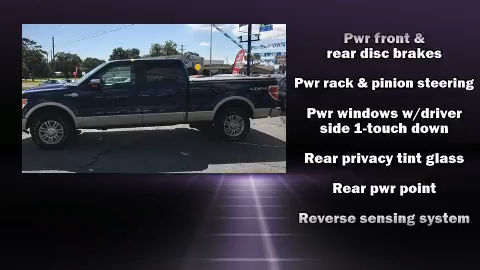 Pwr front &
rear disc brakes
Pwr rack & pinion steering
Pwr windows w/driver
side 1-touch down
Rear privacy tint glass
Rear pwr point
Reverse sensing system